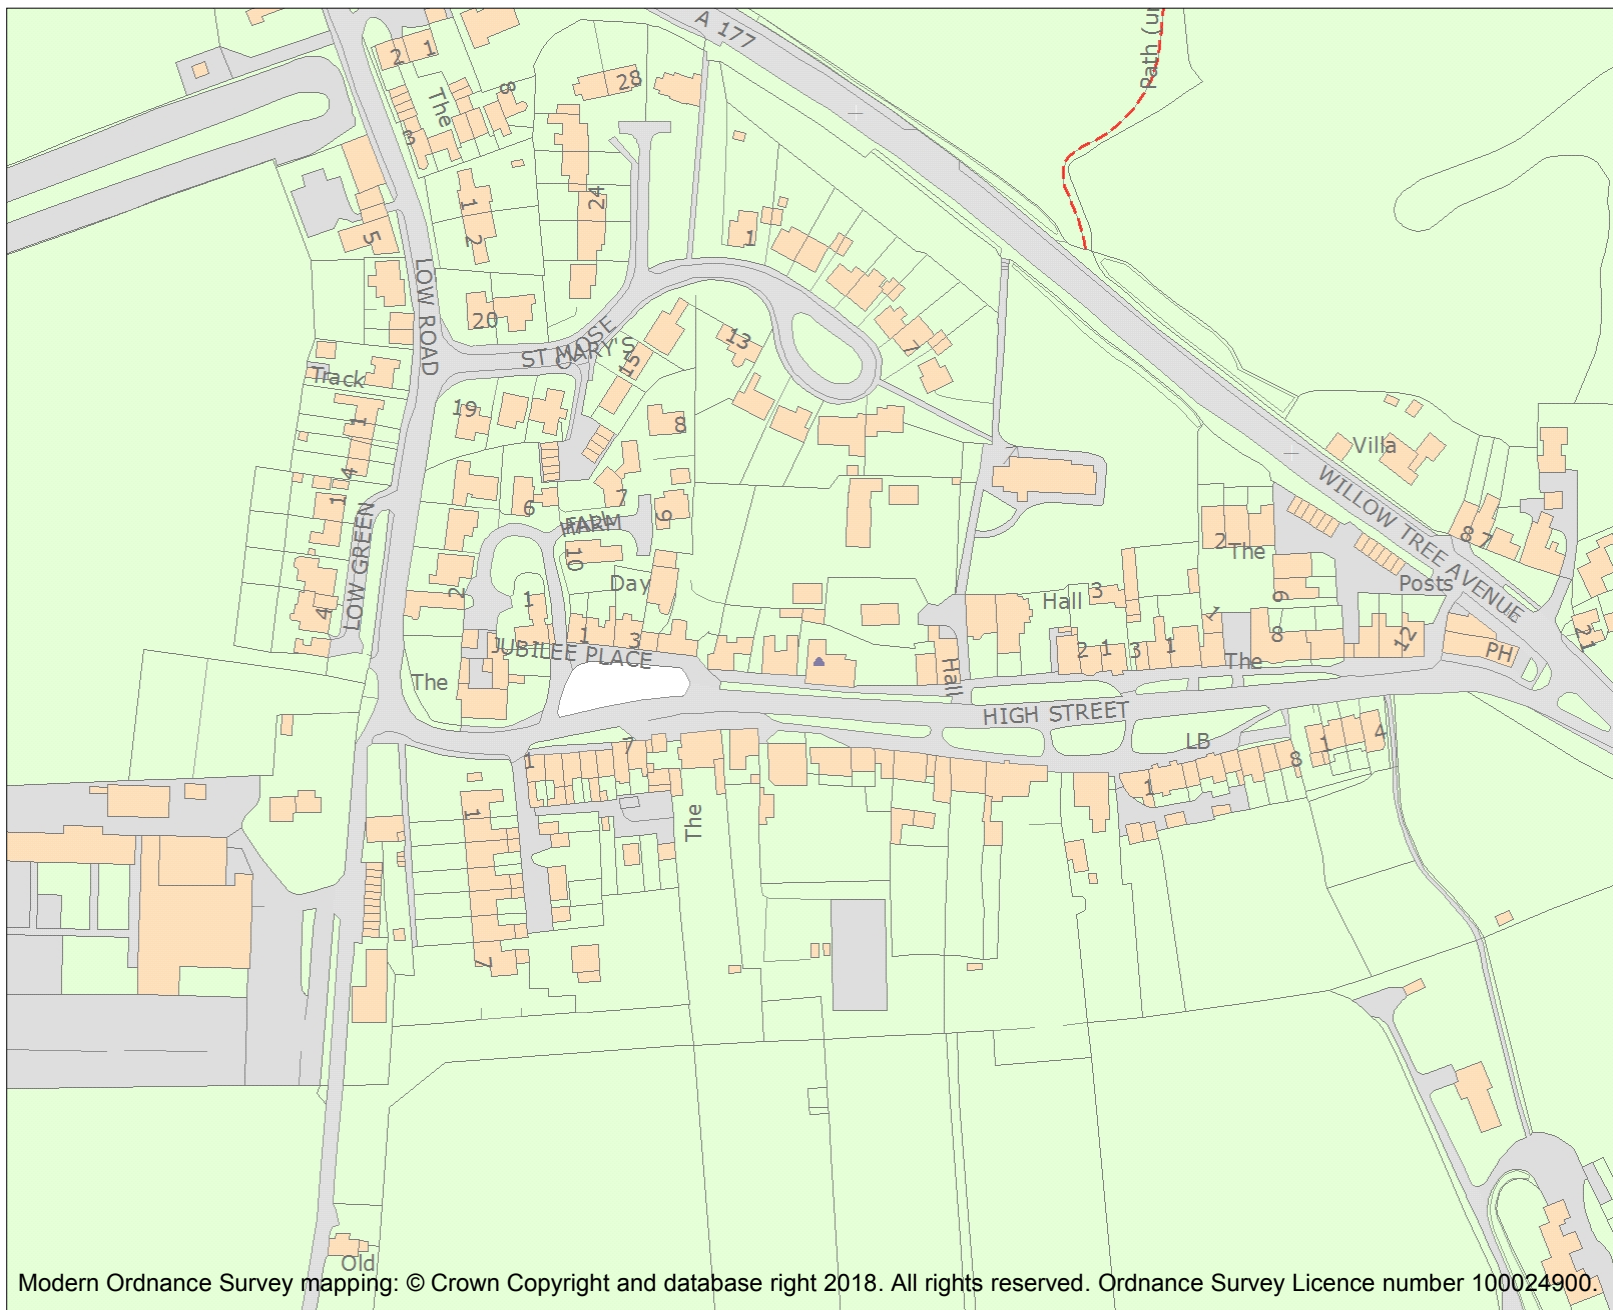 A 177
Path (u
2 1
The
8
3
28
24
1
2
5
LOW ROAD
1
20
ST MARY'S
CLOSE
15
13
7
Track
19
8
1
4
1
6
7
HALL
FARM
9
10
Day
LOW GREEN
4
2
1
1
3
JUBILEE PLACE
The
Villa
WILLOW TREE AVENUE
8 7
2
The
Posts
9
3
Hall
1
8
12
2 1 3 1
The
PH
21
Hall
HIGH STREET
LB
1
7
1
8
1
4
1
The
7
Old
Modern Ordnance Survey mapping: © Crown Copyright and database right 2018. All rights reserved. Ordnance Survey Licence number 100024900.